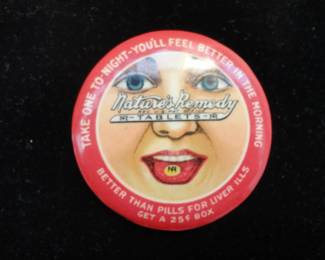 TAKE ONE TO-NIGHT-YOU'LL FEEL BETTER IN THE MORNING
Nature's Remedy
NR-TABLETS-NR
NR
BETTER THAN PILLS FOR LIVER ILLS
GET A 25¢ BOX